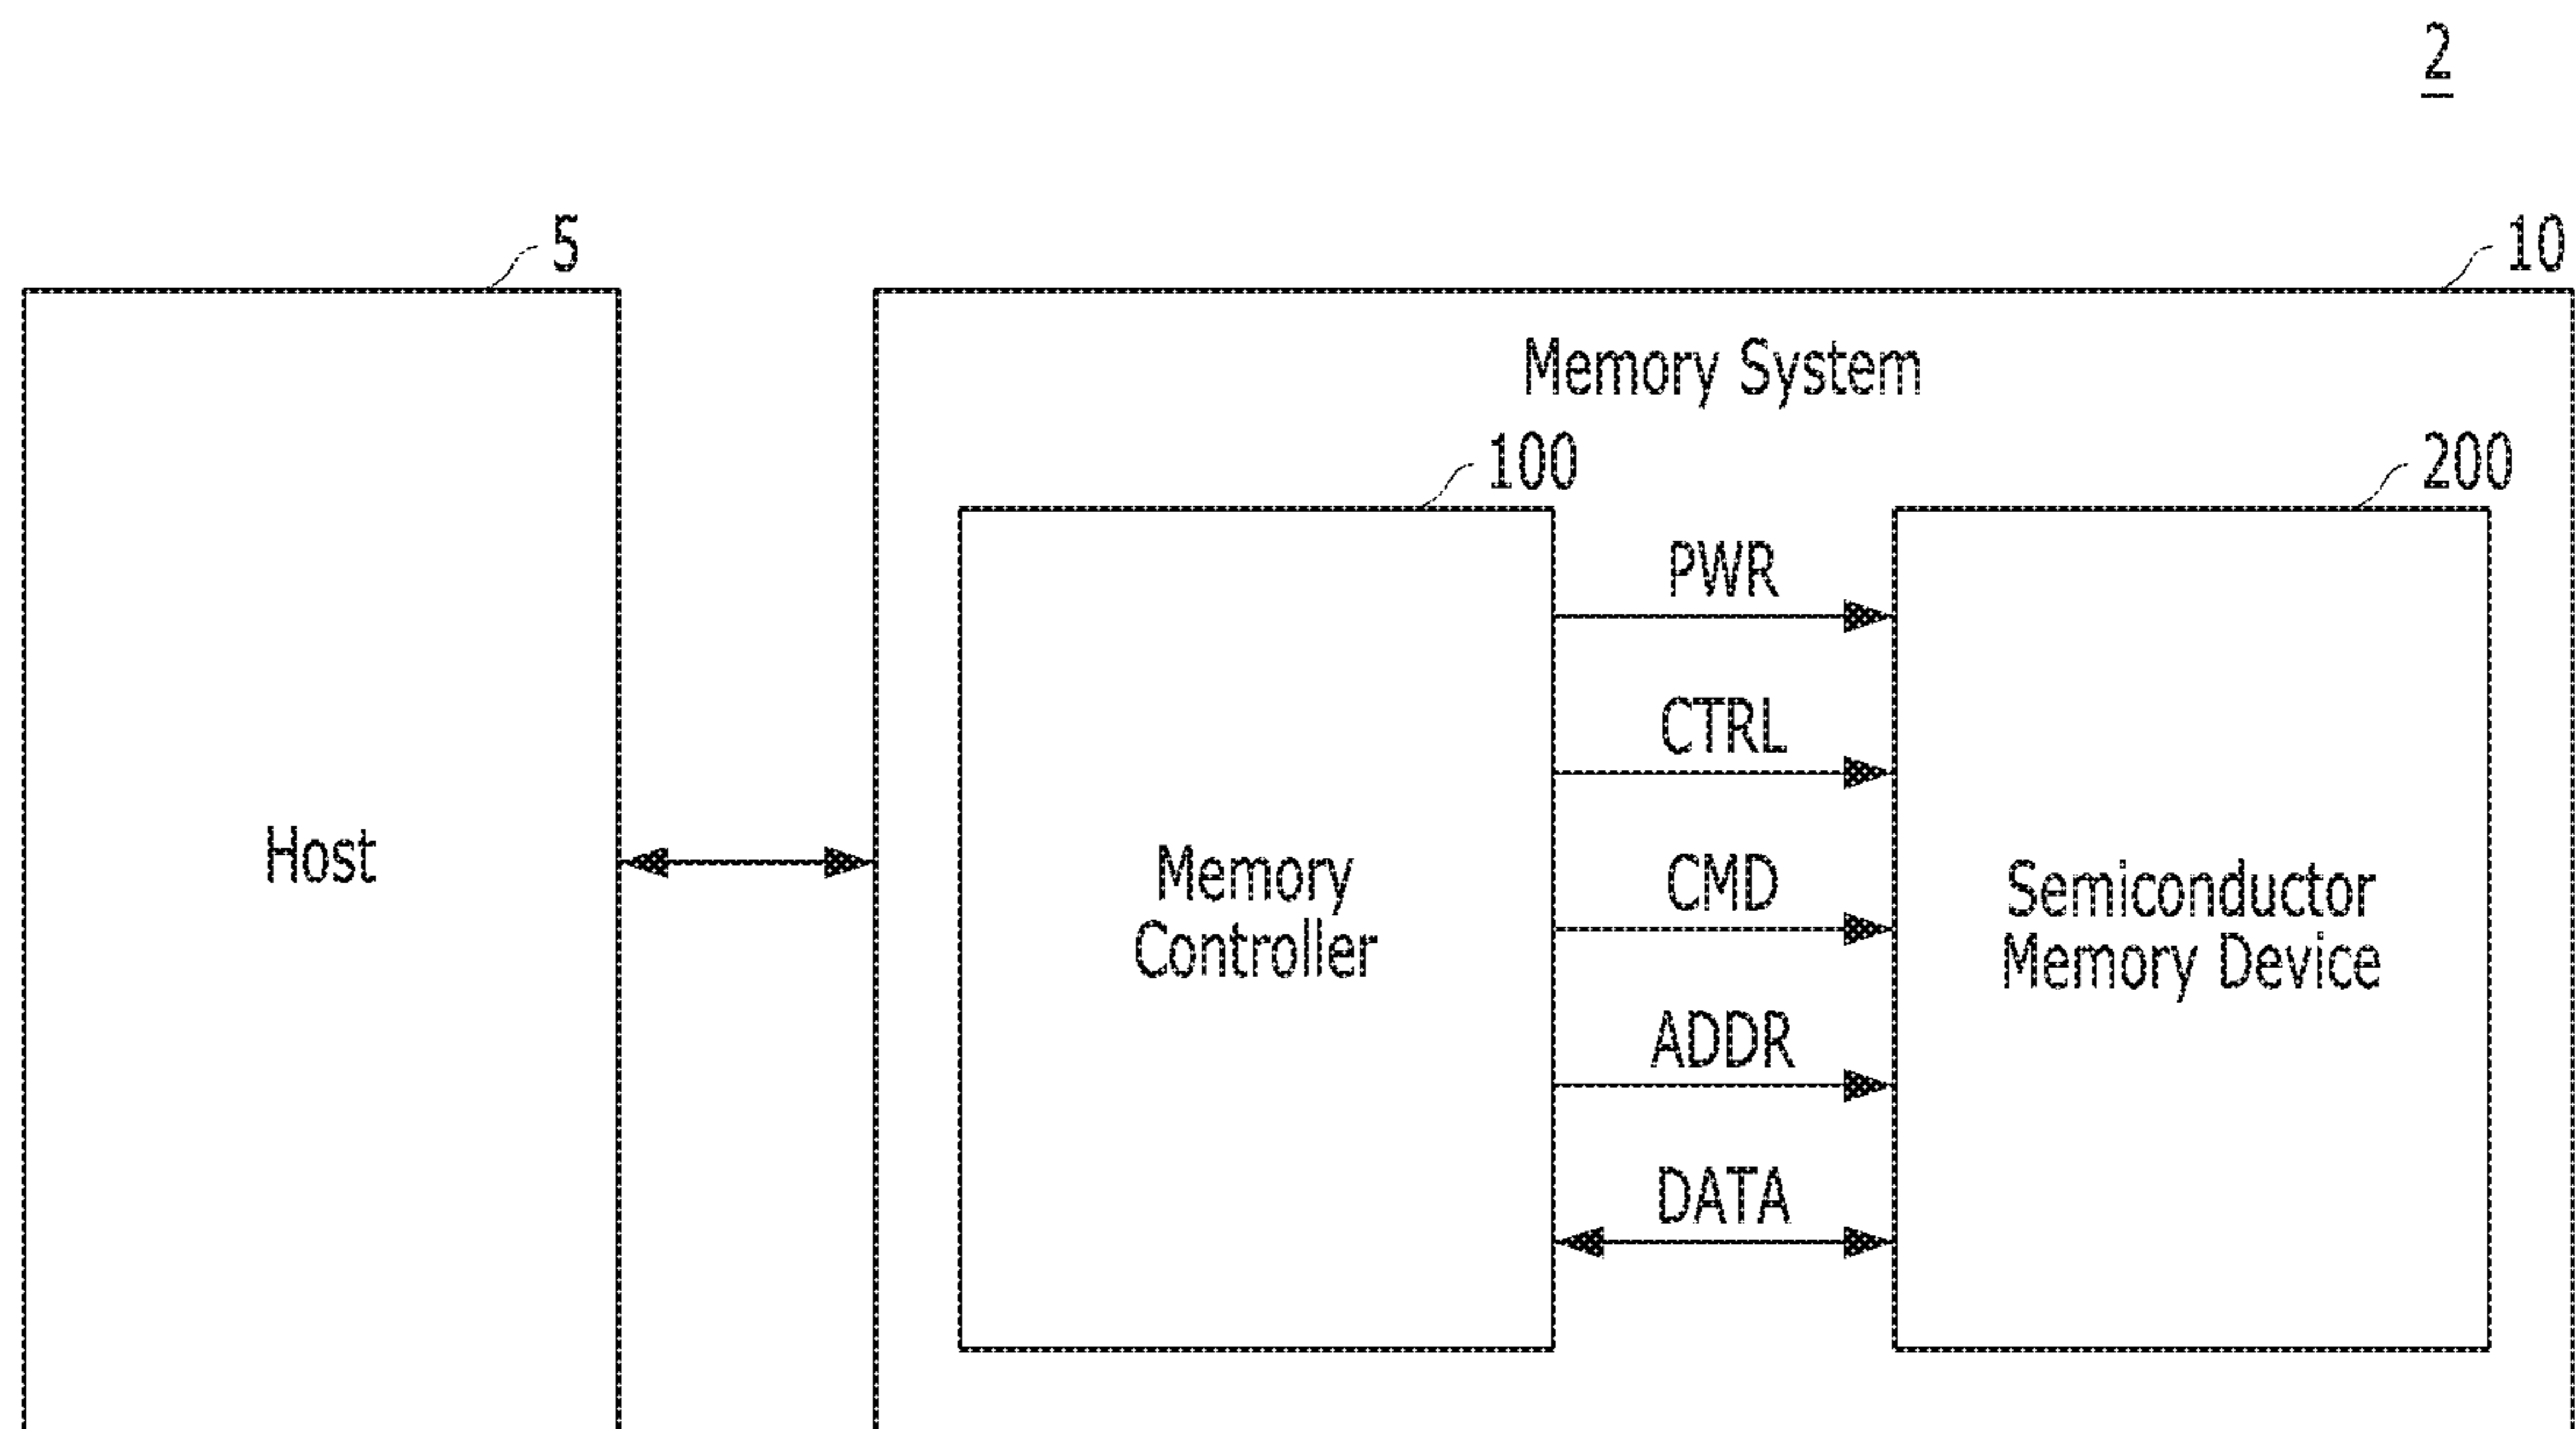 2
5
10
Memory System
100
200
PWR
CTRL
Host
Memory
Controller
CMD
Semiconductor
Memory Device
ADDR
DATA